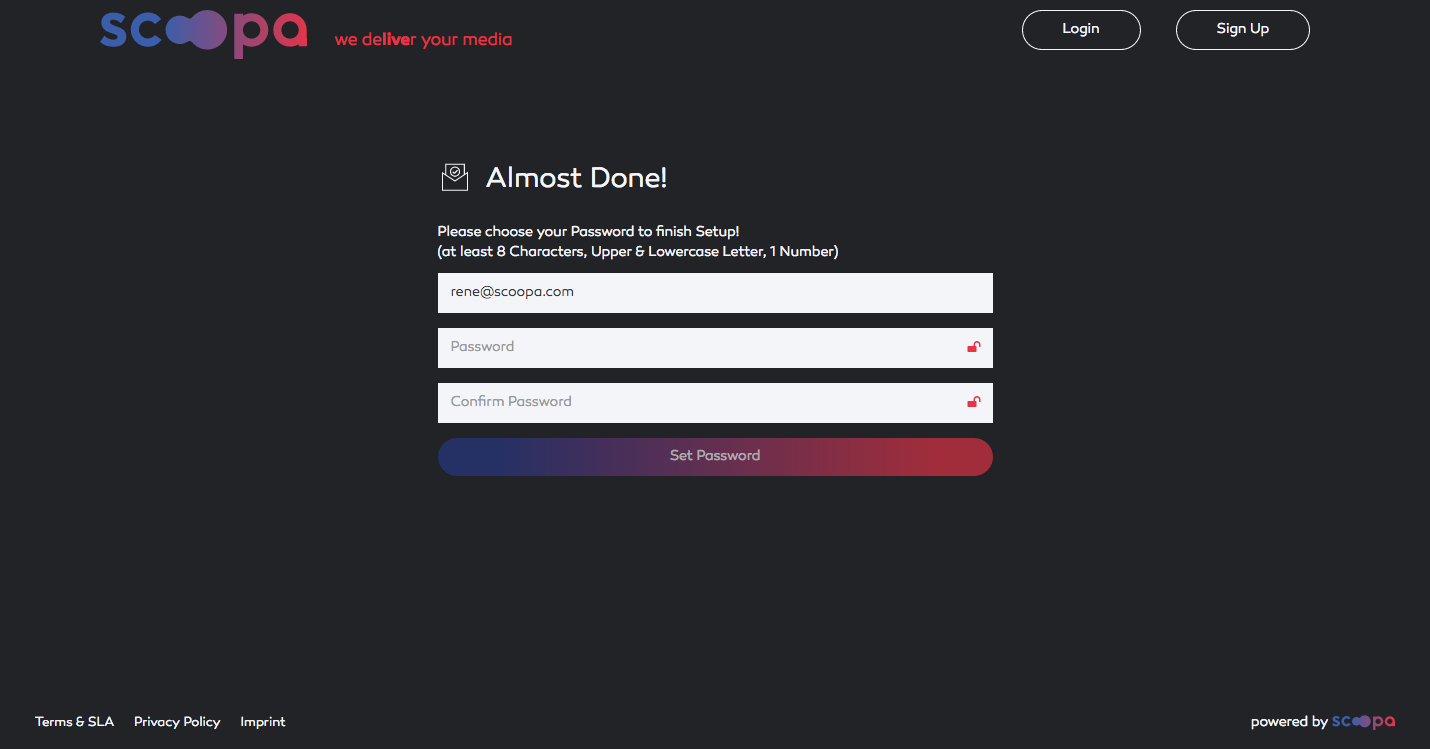 scoopa
we deliver your media
Login
Sign Up
Almost Done!
Please choose your Password to finish Setup!
(at least 8 Characters, Upper & Lowercase Letter, 1 Number)
rene@scoopa.com
Password
Confirm Password
Set Password
Terms & SLA
Privacy Policy
Imprint
powered by scoopa